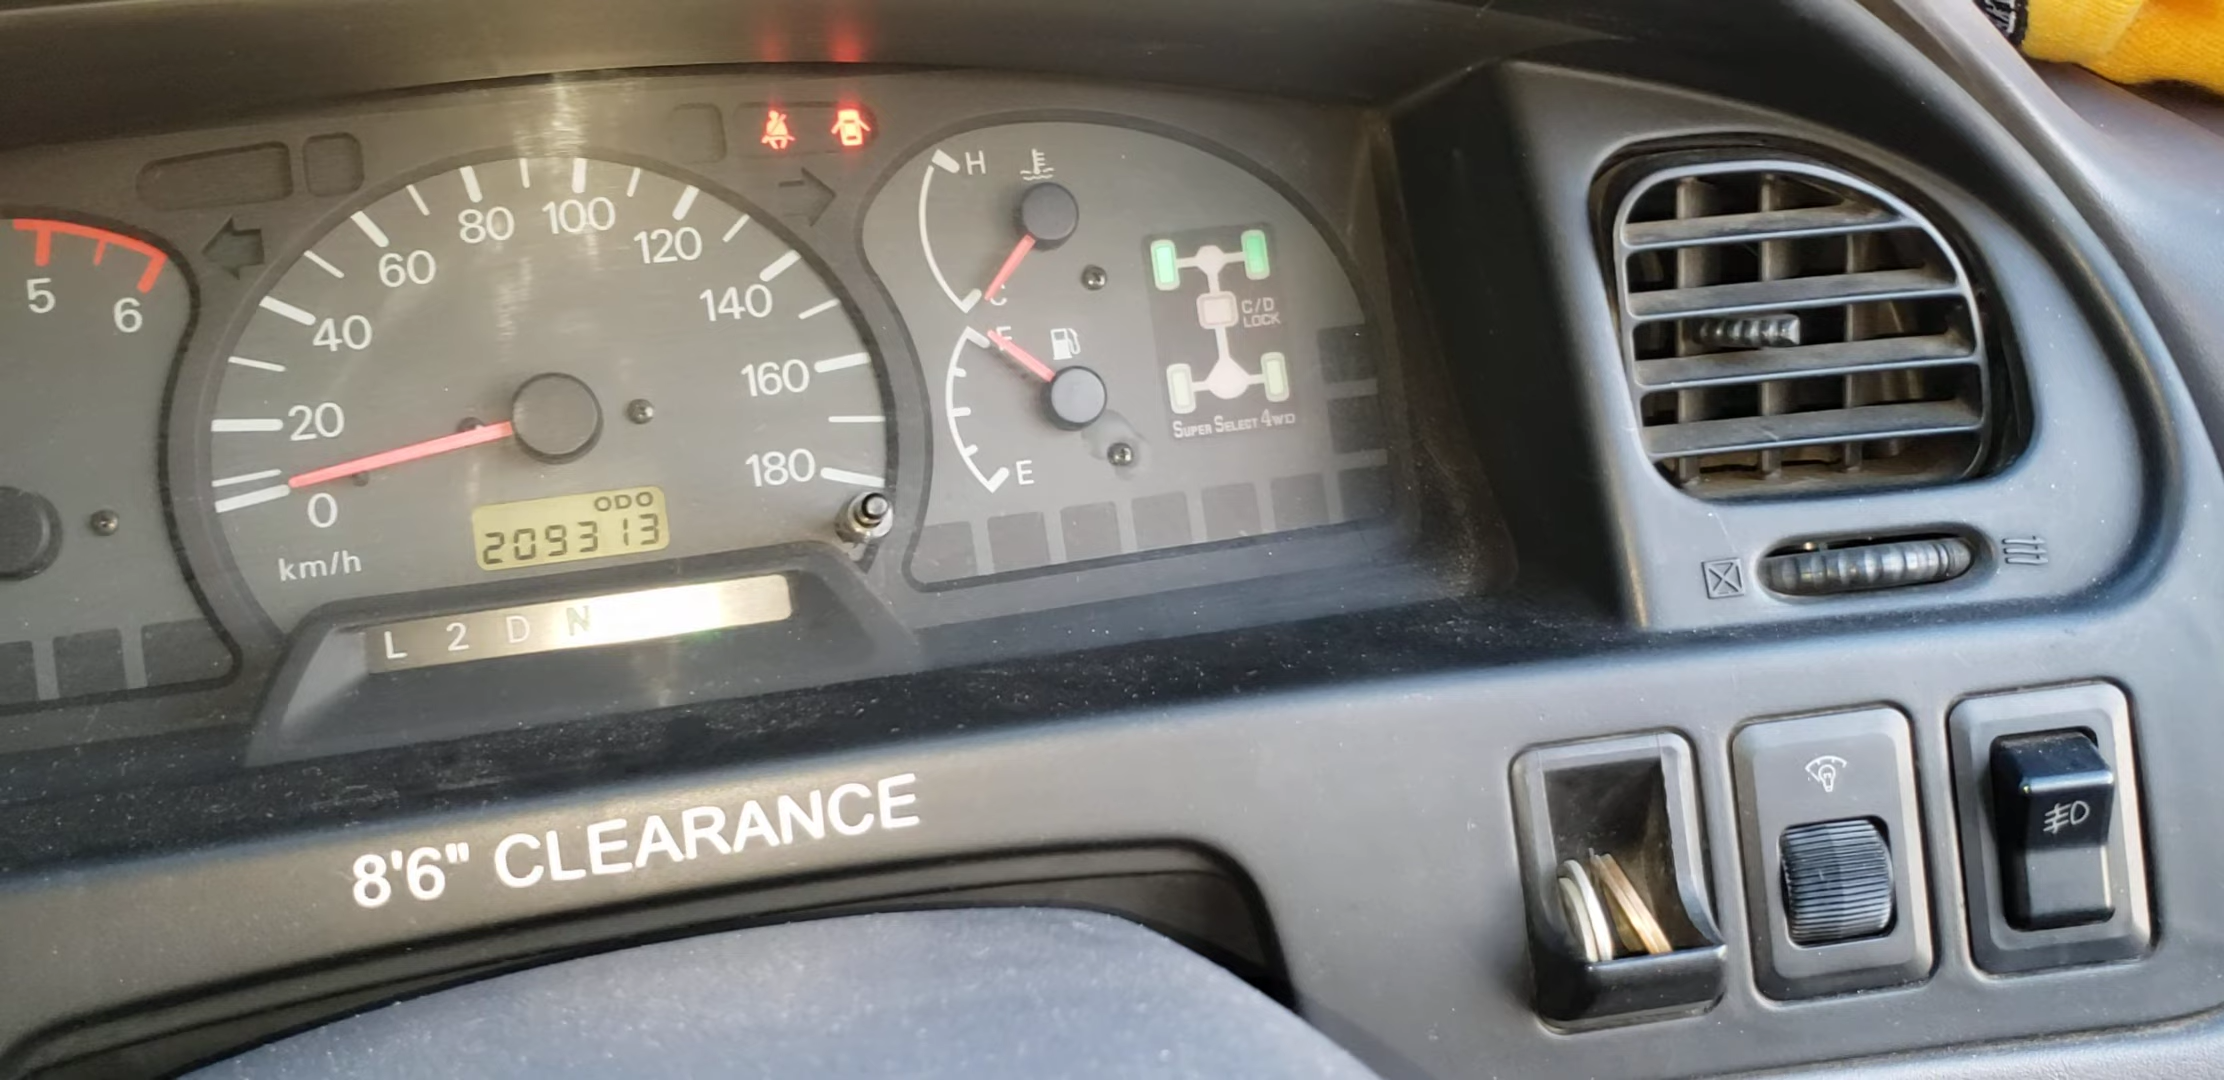 5
6
0
20
40
60
80
100
120
140
160
180
km/h
ODO
209313
L 2 D N
H
C
F
E
C/D
LOCK
SUPER SELECT 4WD
8'6" CLEARANCE